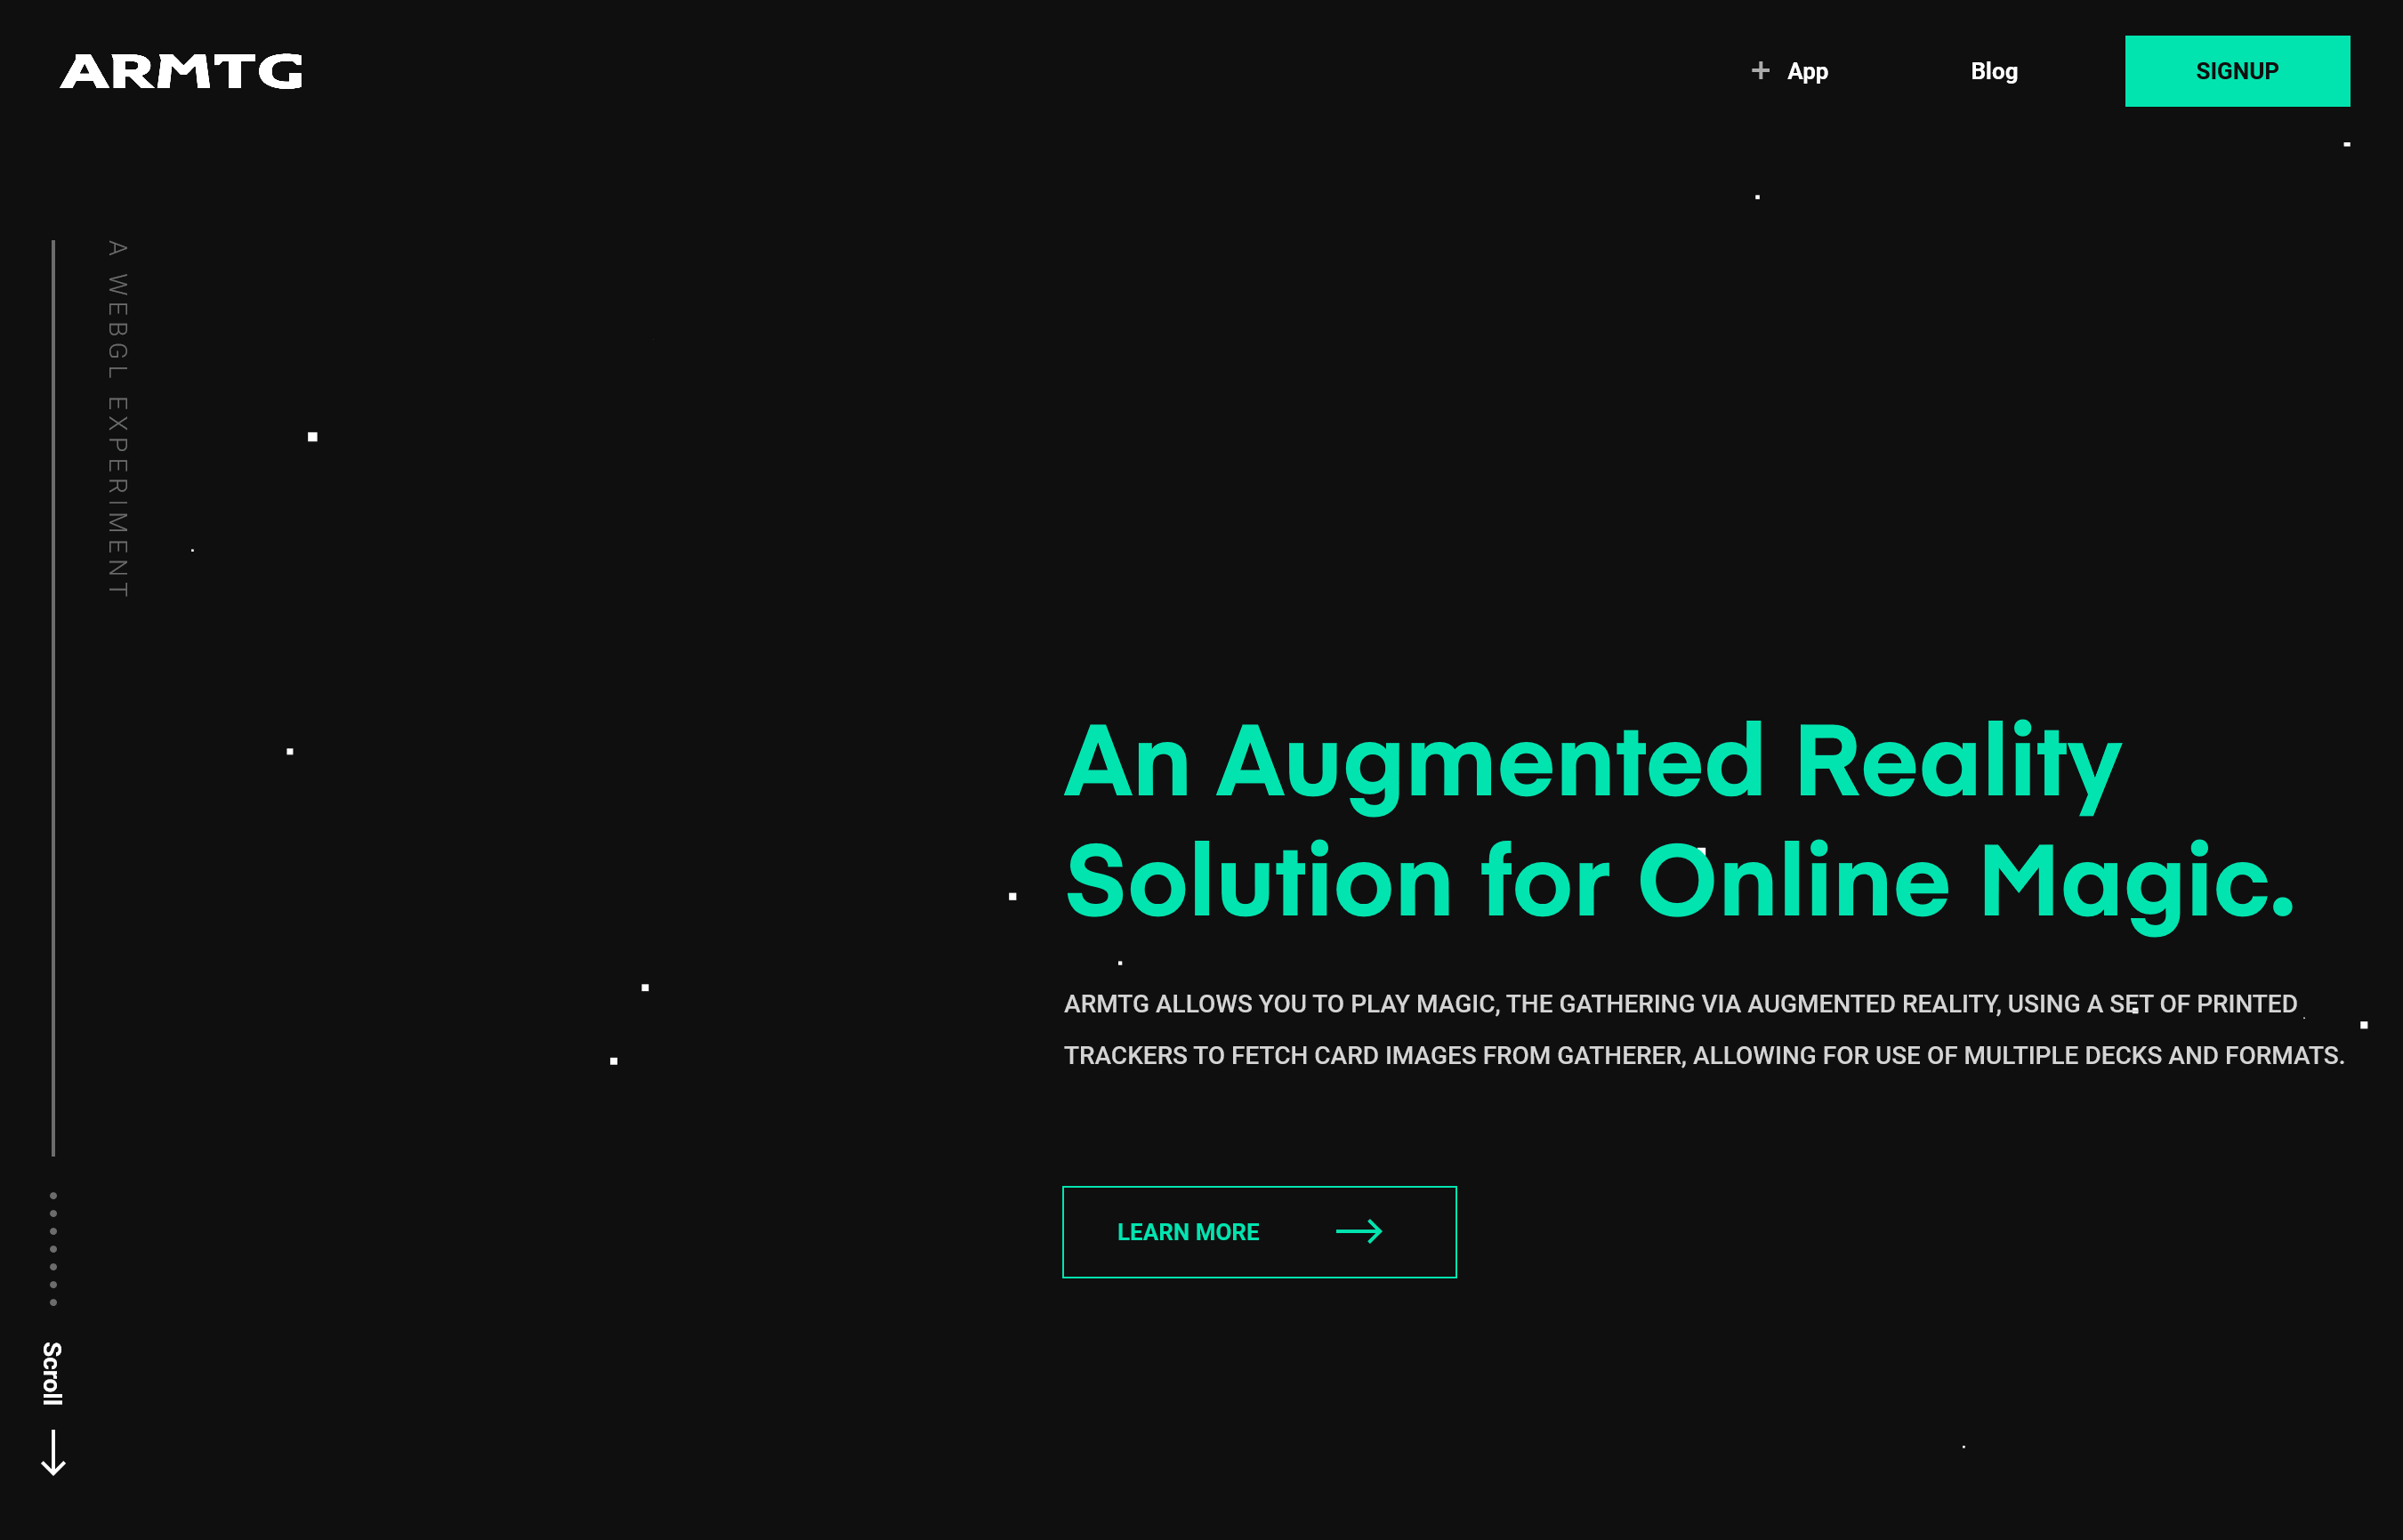 ARMTG
+ App
Blog
SIGNUP
A WEBGL EXPERIMENT
An Augmented Reality
Solution for Online Magic.
ARMTG ALLOWS YOU TO PLAY MAGIC, THE GATHERING VIA AUGMENTED REALITY, USING A SET OF PRINTED
TRACKERS TO FETCH CARD IMAGES FROM GATHERER, ALLOWING FOR USE OF MULTIPLE DECKS AND FORMATS.
LEARN MORE
Scroll